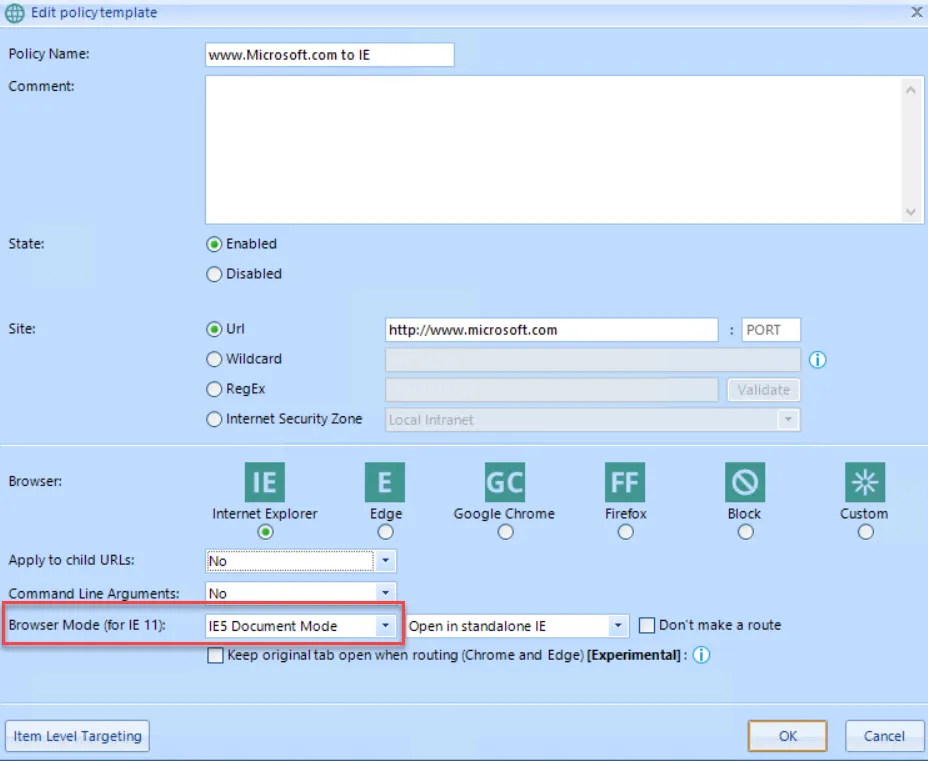 Edit policy template
Policy Name: www.Microsoft.com to IE
Comment:
State: Enabled
Disabled
Site: Url http://www.microsoft.com : PORT
Wildcard
RegEx Validate
Internet Security Zone Local Intranet
Browser: IE E GC FF
Internet Explorer Edge Google Chrome Firefox Block Custom
Apply to child URLs: No
Command Line Arguments: No
Browser Mode (for IE 11): IE5 Document Mode Open in standalone IE Don't make a route
Keep original tab open when routing (Chrome and Edge) [Experimental] :
Item Level Targeting OK Cancel